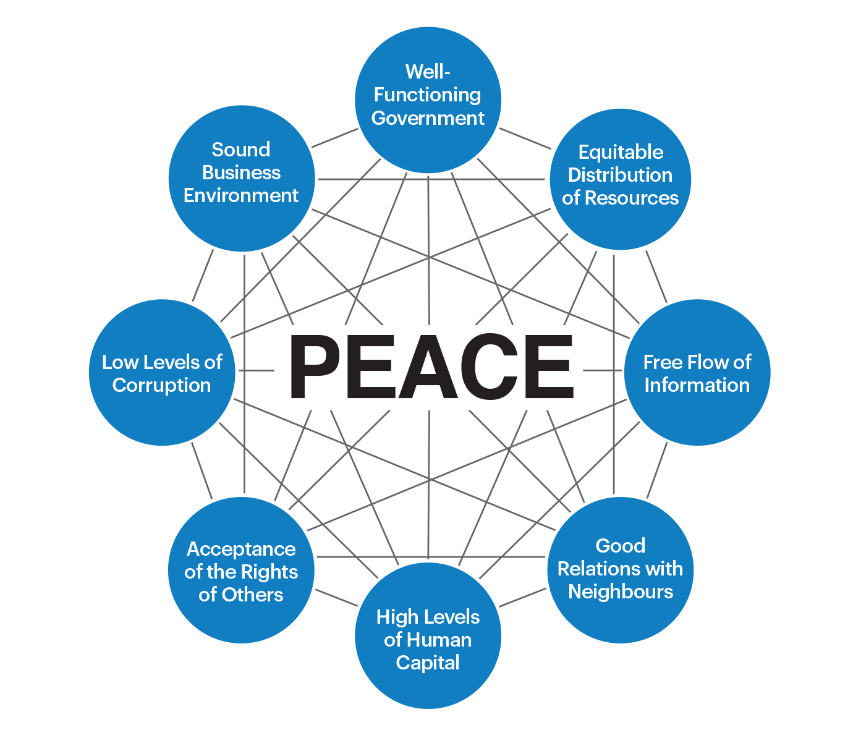 Well-
Functioning
Government
Sound
Business
Environment
Equitable
Distribution
of Resources
Low Levels of
Corruption
PEACE
Free Flow of
Information
Acceptance
of the Rights
of Others
Good
Relations with
Neighbours
High Levels
of Human
Capital